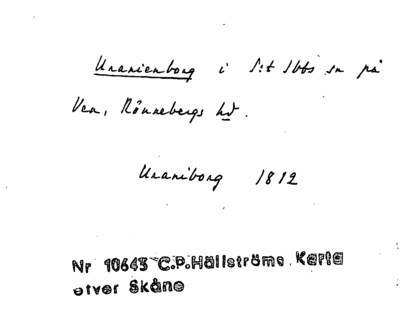 Uranienborg i S:t Ibbs sn på
Ven, Rönnebergs hd.
Uraniborg 1812
Nr 10643 C.P.Hällströms Karta
över Skåne